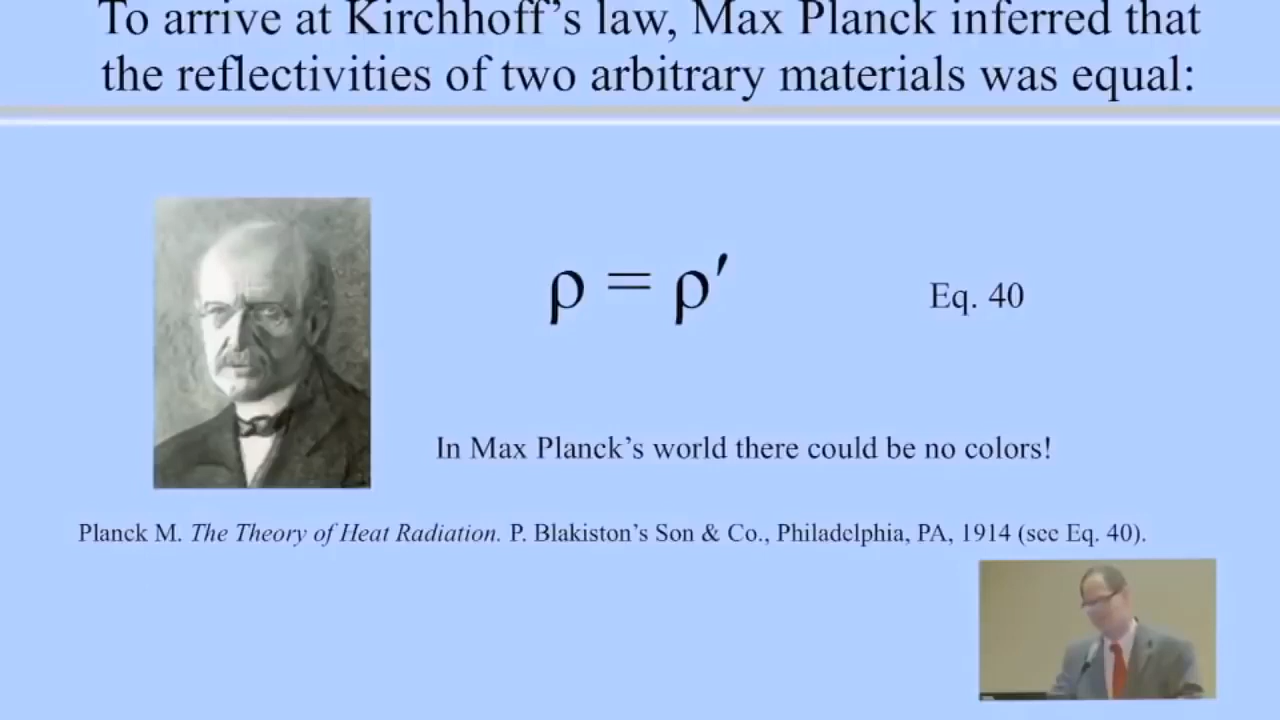 To arrive at Kirchhoff's law, Max Planck inferred that
the reflectivities of two arbitrary materials was equal:
ρ = ρ′
Eq. 40
In Max Planck's world there could be no colors!
Planck M. The Theory of Heat Radiation. P. Blakiston's Son & Co., Philadelphia, PA, 1914 (see Eq. 40).